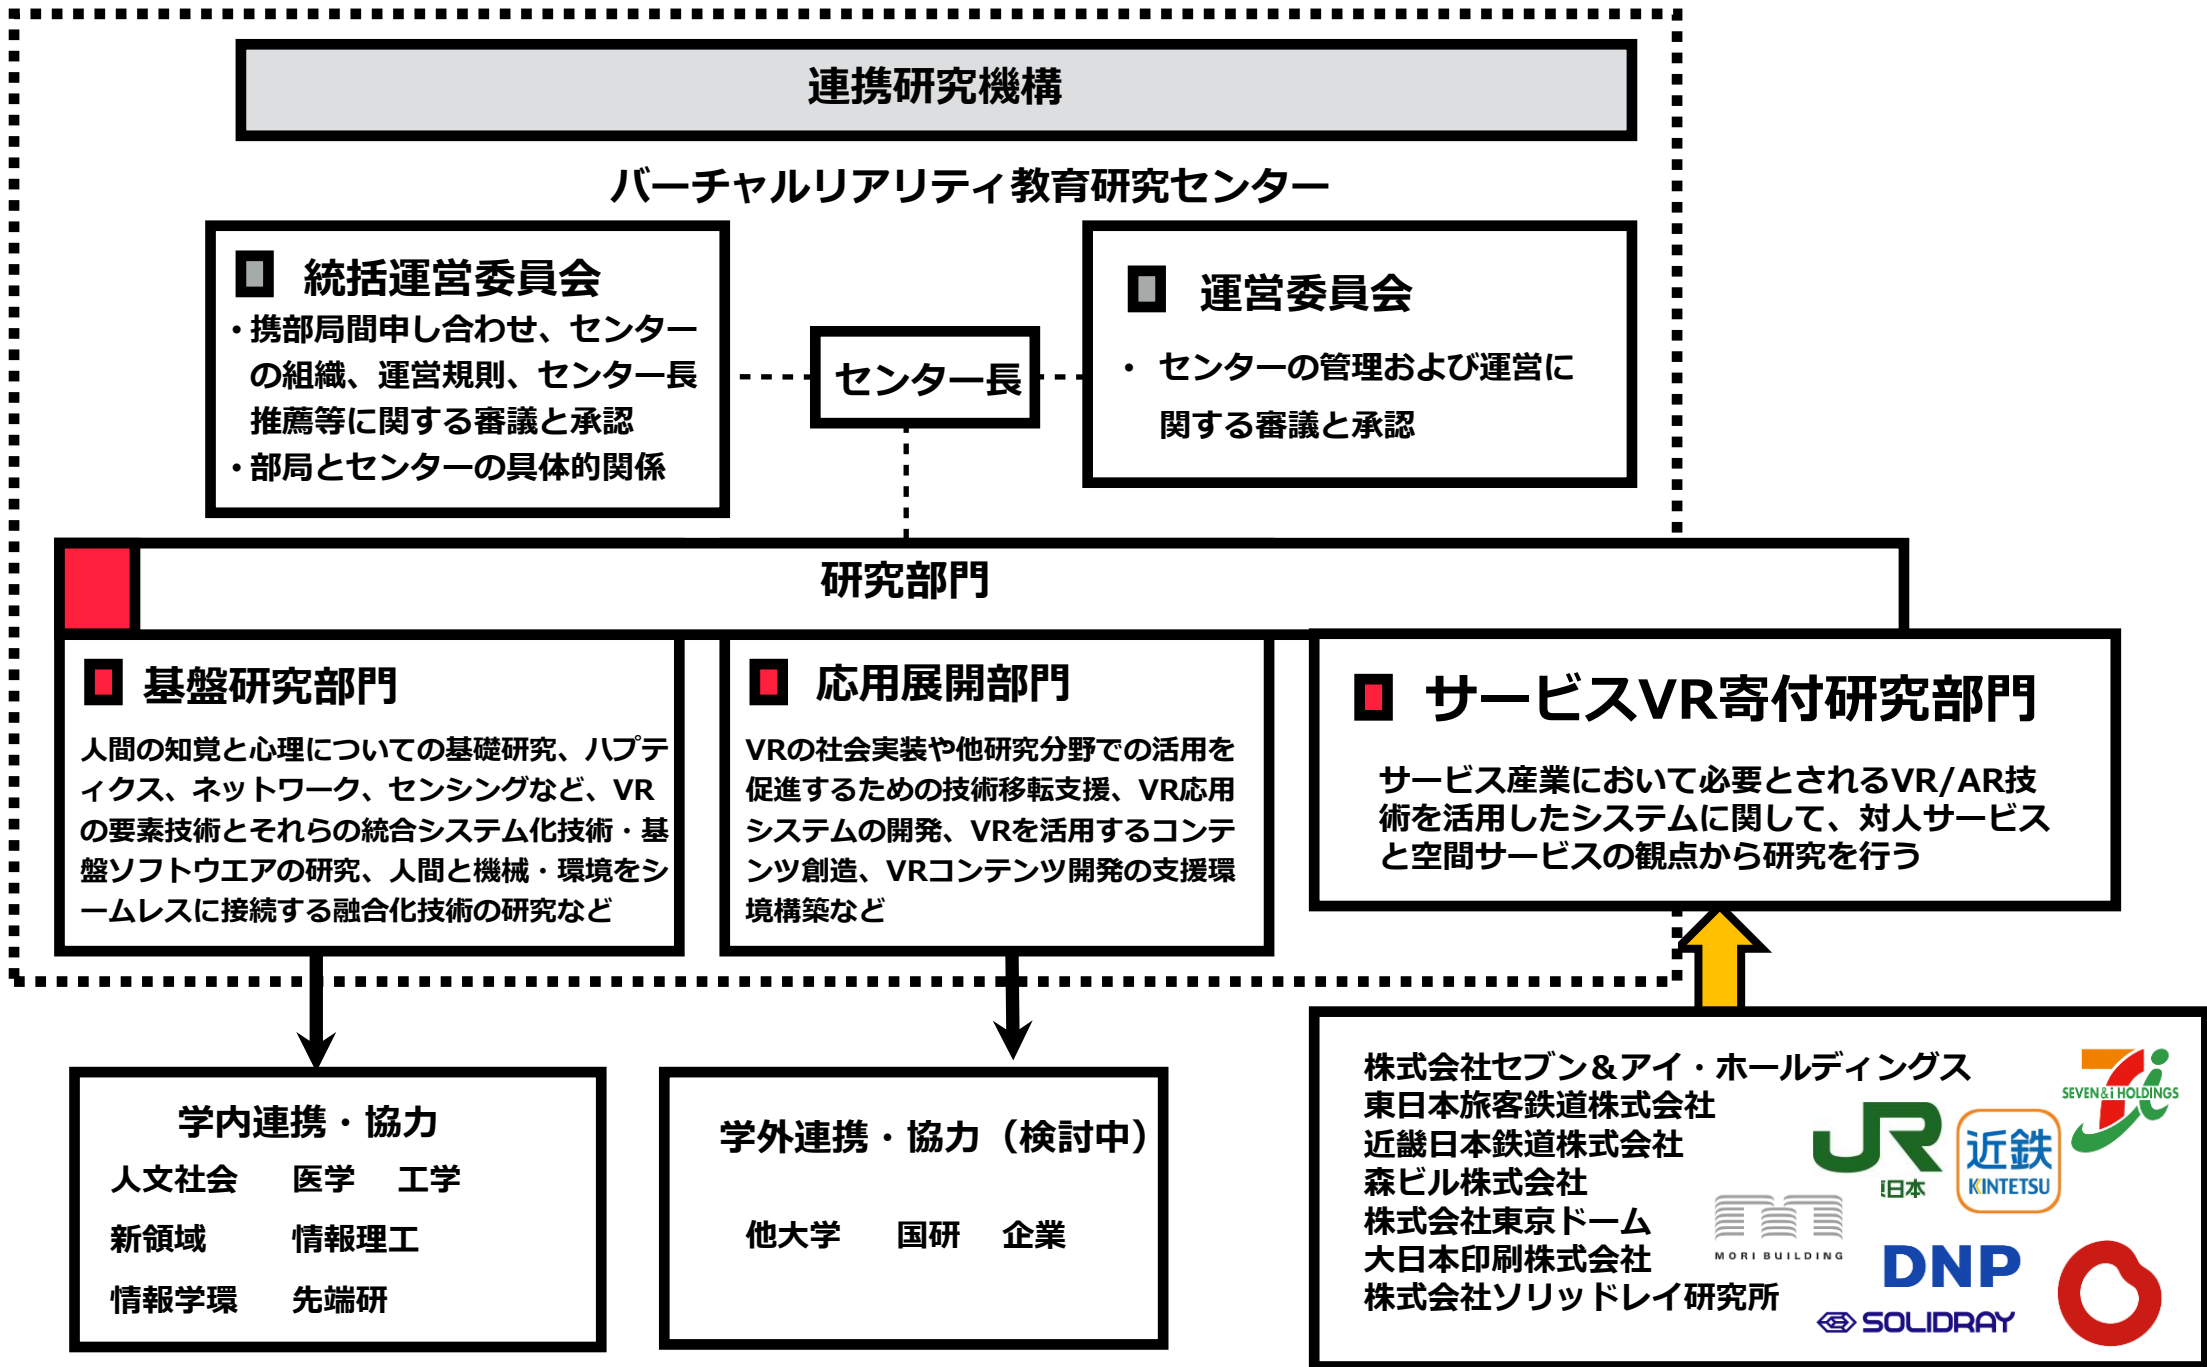 連携研究機構
バーチャルリアリティ教育研究センター
統括運営委員会
・携部局間申し合わせ、センター
の組織、運営規則、センター長
推薦等に関する審議と承認
・部局とセンターの具体的関係
センター長
運営委員会
・ センターの管理および運営に
関する審議と承認
研究部門
基盤研究部門
人間の知覚と心理についての基礎研究、ハプテ
ィクス、ネットワーク、センシングなど、VR
の要素技術とそれらの統合システム化技術・基
盤ソフトウエアの研究、人間と機械・環境をシ
ームレスに接続する融合化技術の研究など
応用展開部門
VRの社会実装や他研究分野での活用を
促進するための技術移転支援、VR応用
システムの開発、VRを活用するコンテ
ンツ創造、VRコンテンツ開発の支援環
境構築など
サービスVR寄付研究部門
サービス産業において必要とされるVR/AR技
術を活用したシステムに関して、対人サービス
と空間サービスの観点から研究を行う
学内連携・協力
人文社会 医学 工学
新領域 情報理工
情報学環 先端研
学外連携・協力（検討中）
他大学 国研 企業
株式会社セブン＆アイ・ホールディングス
東日本旅客鉄道株式会社
近畿日本鉄道株式会社
森ビル株式会社
株式会社東京ドーム
大日本印刷株式会社
株式会社ソリッドレイ研究所
SEVEN&i HOLDINGS
JR
日本
近鉄
KINTETSU
MORI BUILDING
DNP
SOLIDRAY